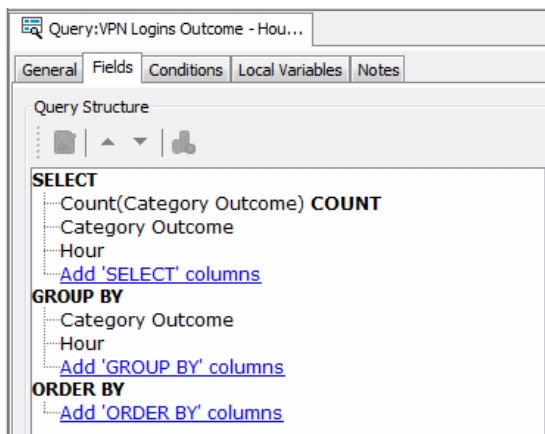 Query:VPN Logins Outcome - Hou...
General Fields Conditions Local Variables Notes
Query Structure
SELECT
Count(Category Outcome) COUNT
Category Outcome
Hour
Add 'SELECT' columns
GROUP BY
Category Outcome
Hour
Add 'GROUP BY' columns
ORDER BY
Add 'ORDER BY' columns